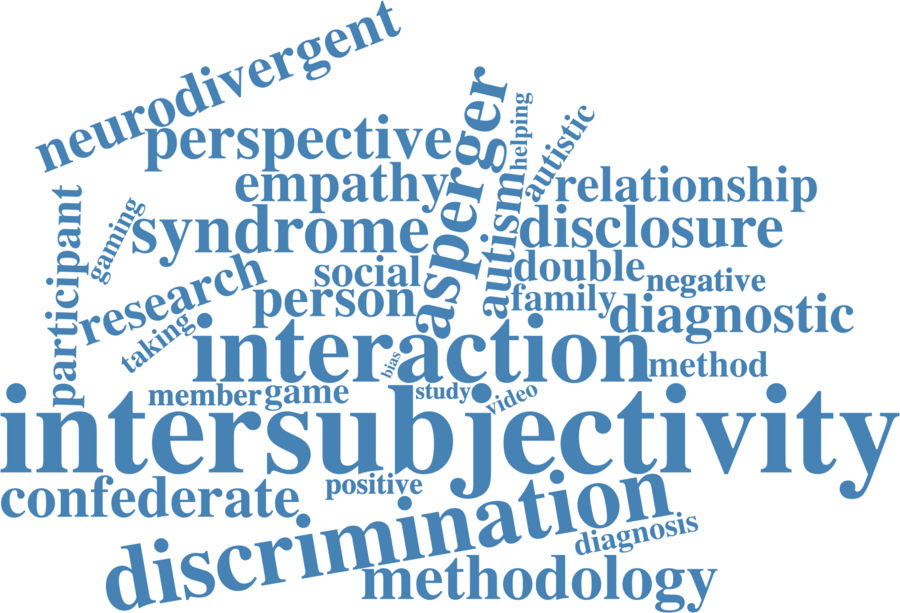 neurodivergent
perspective
asperger
helping
autistic
empathy
autism
relationship
participant
gaming
syndrome
disclosure
research
social
double
negative
person
family
diagnostic
taking
interaction
bias
method
member
game
study
video
intersubjectivity
confederate
positive
discrimination
diagnosis
methodology